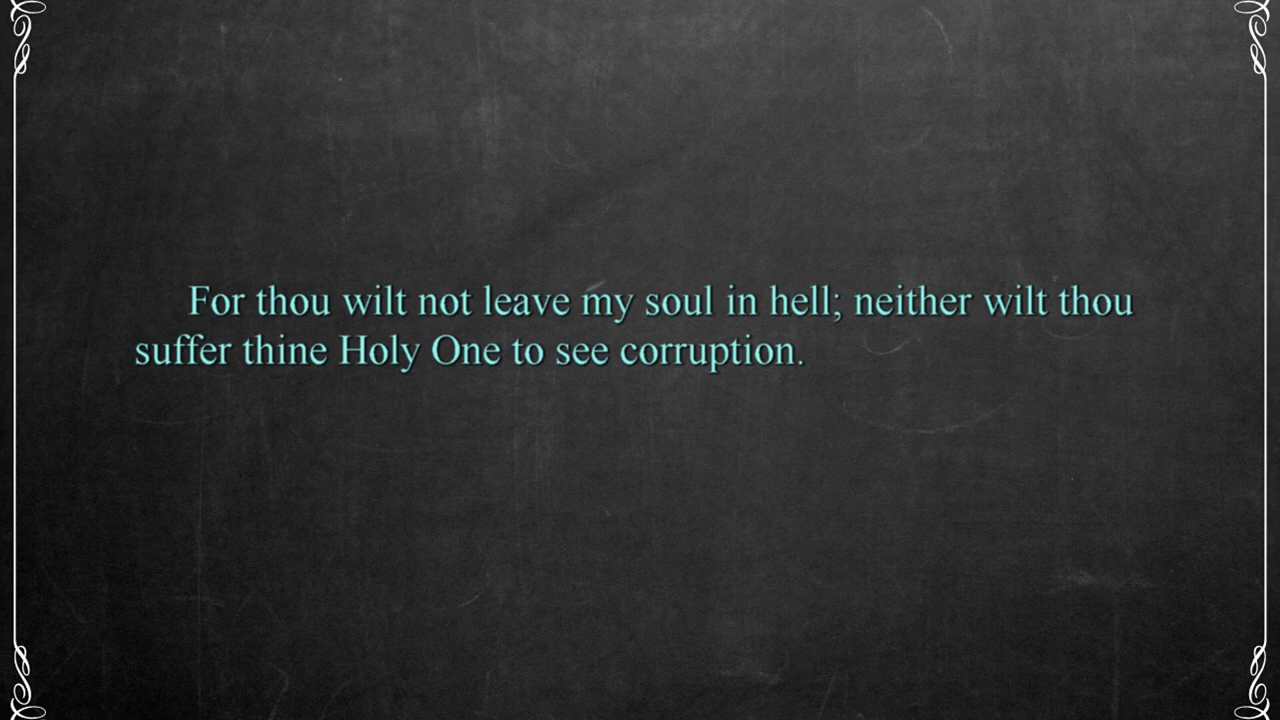 For thou wilt not leave my soul in hell; neither wilt thou
suffer thine Holy One to see corruption.